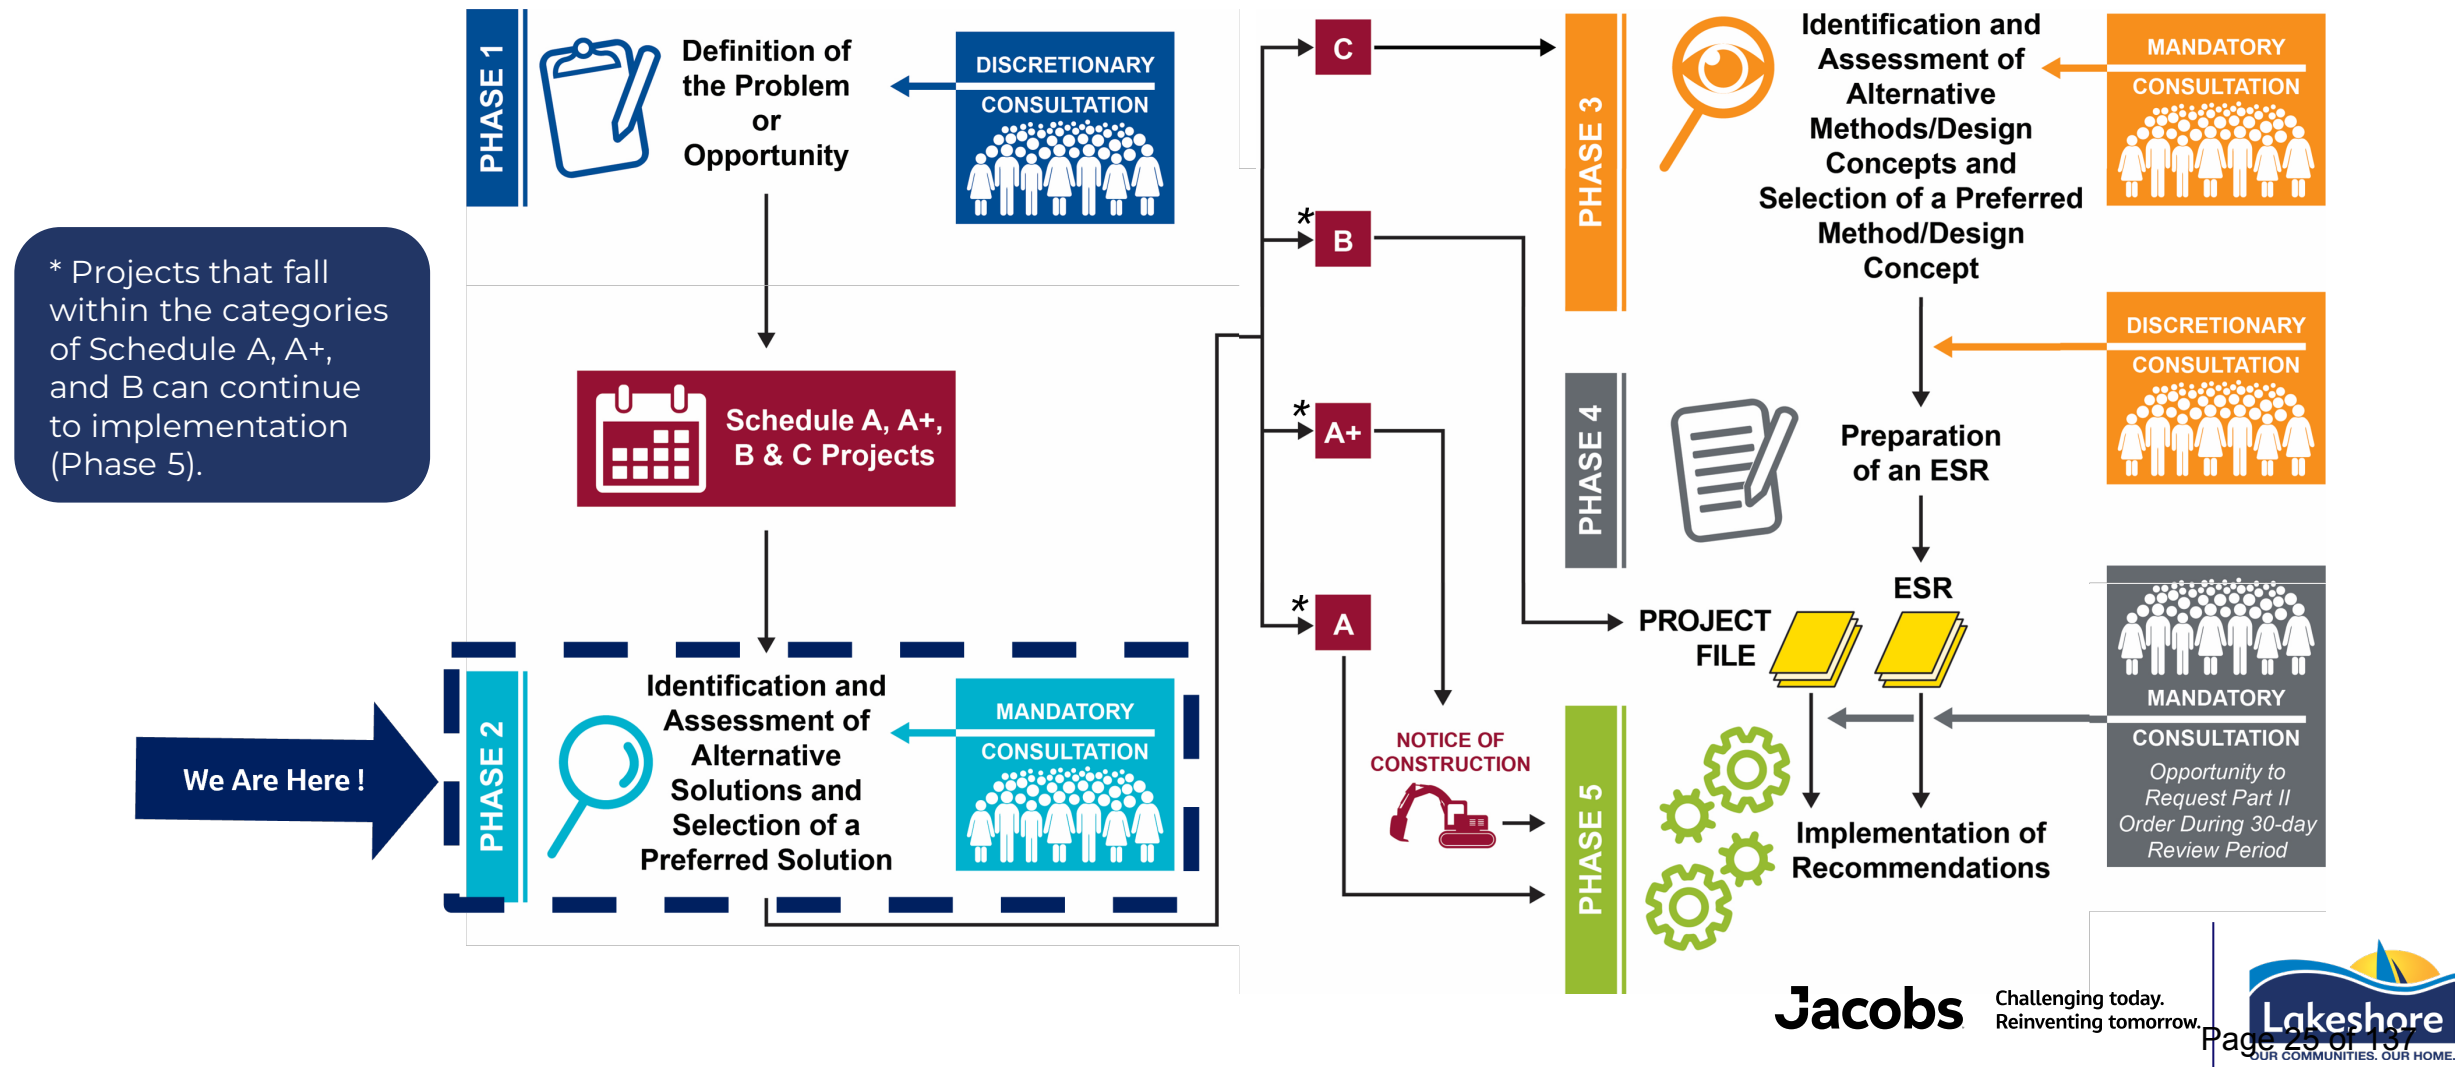 PHASE 1
Definition of
the Problem
or
Opportunity
DISCRETIONARY
CONSULTATION
* Projects that fall
within the categories
of Schedule A, A+,
and B can continue
to implementation
(Phase 5).
Schedule A, A+,
B & C Projects
We Are Here !
PHASE 2
Identification and
Assessment of
Alternative
Solutions and
Selection of a
Preferred Solution
MANDATORY
CONSULTATION
C
*
B
*
A+
*
A
NOTICE OF
CONSTRUCTION
PHASE 3
Identification and
Assessment of
Alternative
Methods/Design
Concepts and
Selection of a Preferred
Method/Design
Concept
MANDATORY
CONSULTATION
DISCRETIONARY
CONSULTATION
PHASE 4
Preparation
of an ESR
ESR
PROJECT
FILE
MANDATORY
CONSULTATION
Opportunity to
Request Part II
Order During 30-day
Review Period
PHASE 5
Implementation of
Recommendations
Jacobs
Challenging today.
Reinventing tomorrow.
Lakeshore
OUR COMMUNITIES. OUR HOME.
Page 25 of 137